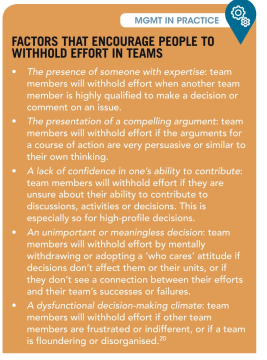 MGMT IN PRACTICE
FACTORS THAT ENCOURAGE PEOPLE TO
WITHHOLD EFFORT IN TEAMS
• The presence of someone with expertise: team
members will withhold effort when another team
member is highly qualified to make a decision or
comment on an issue.
• The presentation of a compelling argument: team
members will withhold effort if the arguments for
a course of action are very persuasive or similar to
their own thinking.
• A lack of confidence in one's ability to contribute:
team members will withhold effort if they are
unsure about their ability to contribute to
discussions, activities or decisions. This is
especially so for high-profile decisions.
• An unimportant or meaningless decision: team
members will withhold effort by mentally
withdrawing or adopting a 'who cares' attitude if
decisions don't affect them or their units, or if
they don't see a connection between their efforts
and their team's successes or failures.
• A dysfunctional decision-making climate: team
members will withhold effort if other team
members are frustrated or indifferent, or if a team
is floundering or disorganised.20